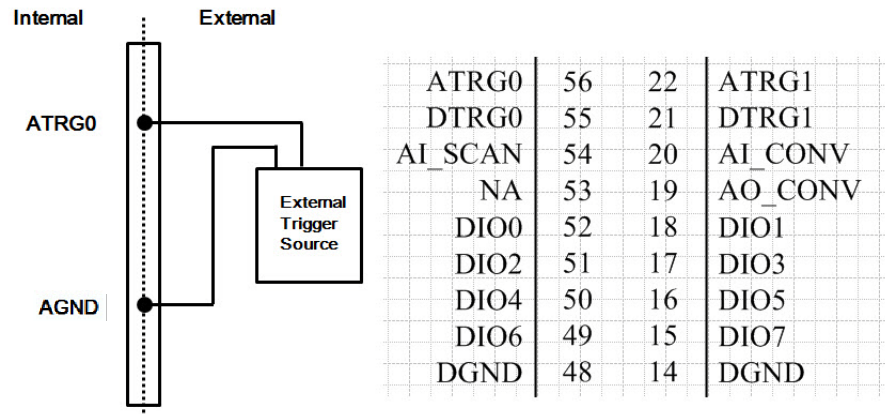 Internal External
ATRG0
External
Trigger
Source
AGND
ATRG0 56 22 ATRG1
DTRG0 55 21 DTRG1
AI_SCAN 54 20 AI_CONV
NA 53 19 AO_CONV
DIO0 52 18 DIO1
DIO2 51 17 DIO3
DIO4 50 16 DIO5
DIO6 49 15 DIO7
DGND 48 14 DGND